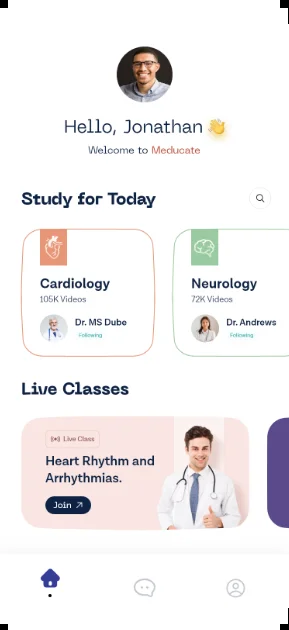 Hello, Jonathan 👋
Welcome to Meducate
Study for Today
Cardiology
105K Videos
Dr. MS Dube
Following
Neurology
72K Videos
Dr. Andrews
Following
Live Classes
Live Class
Heart Rhythm and
Arrhythmias.
Join